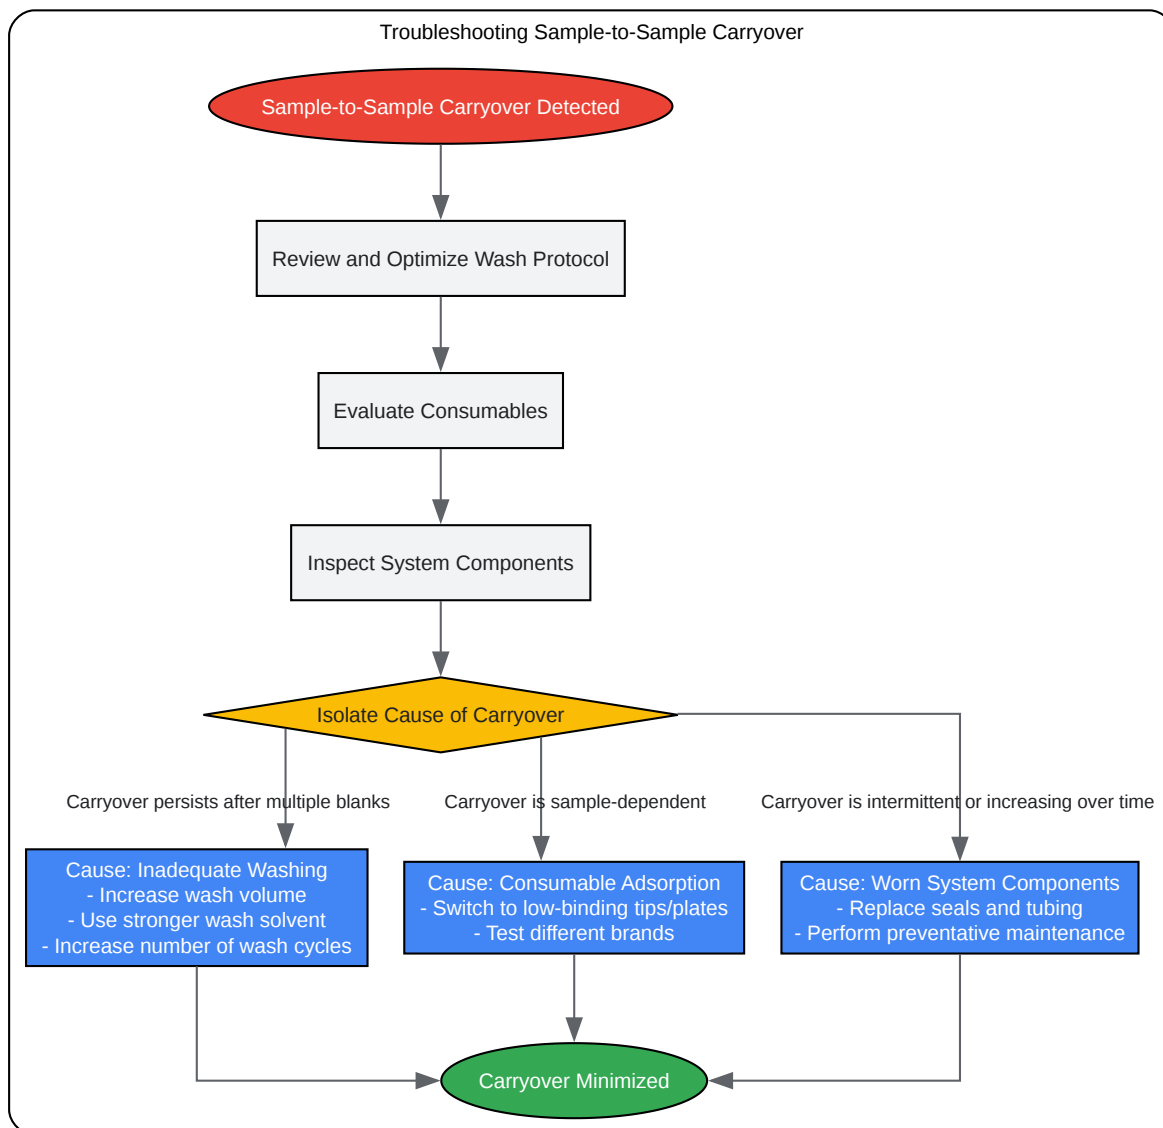 Troubleshooting Sample-to-Sample Carryover
Sample-to-Sample Carryover Detected
Review and Optimize Wash Protocol
Evaluate Consumables
Inspect System Components
Isolate Cause of Carryover
Carryover persists after multiple blanks
Carryover is sample-dependent
Carryover is intermittent or increasing over time
Cause: Inadequate Washing
- Increase wash volume
- Use stronger wash solvent
- Increase number of wash cycles
Cause: Consumable Adsorption
- Switch to low-binding tips/plates
- Test different brands
Cause: Worn System Components
- Replace seals and tubing
- Perform preventative maintenance
Carryover Minimized